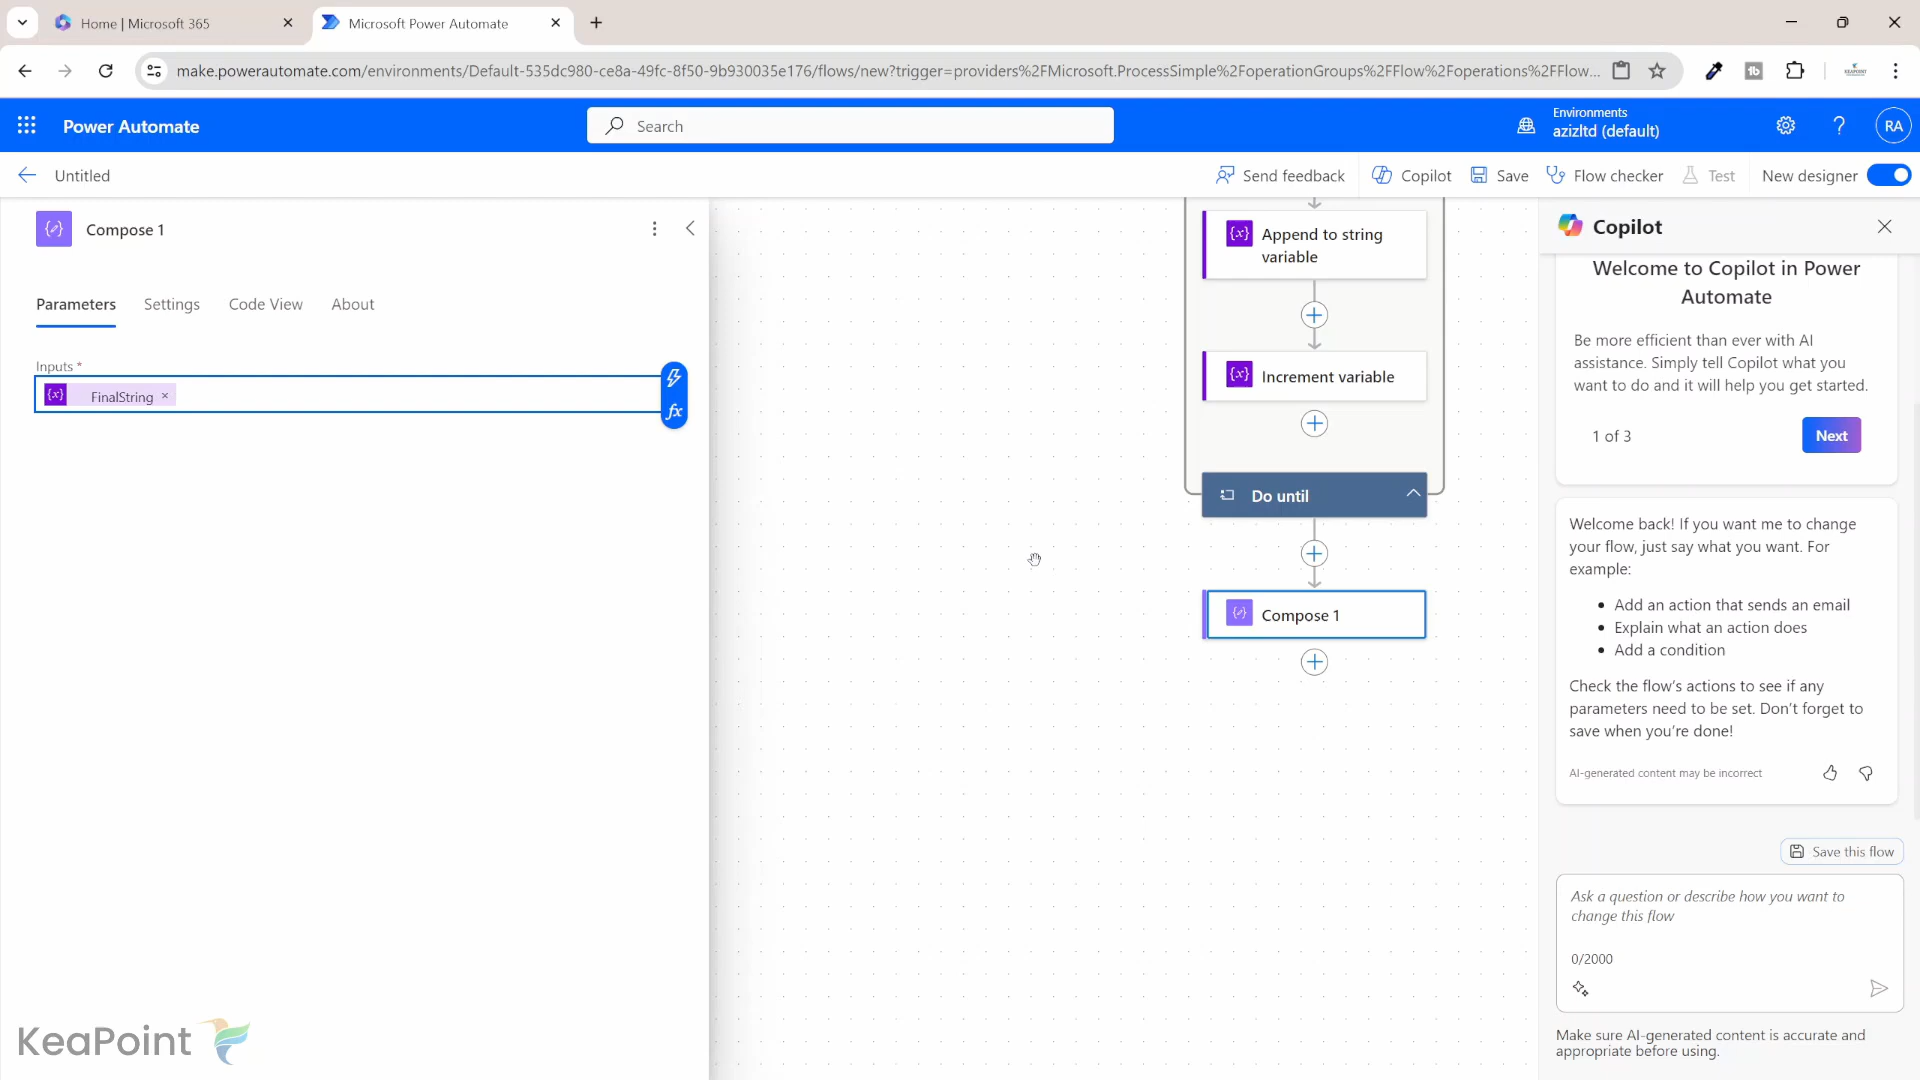 Home | Microsoft 365
Microsoft Power Automate
make.powerautomate.com/environments/Default-535dc980-ce8a-49fc-8f50-9b930035e176/flows/new?trigger=providers%2FMicrosoft.ProcessSimple%2FoperationGroups%2FFlow%2Foperations%2FFlow...
Power Automate
Search
Environments
azizltd (default)
RA
Untitled
Send feedback
Copilot
Save
Flow checker
Test
New designer
Compose 1
Parameters
Settings
Code View
About
Inputs *
{x}
FinalString
fx
{x}
Append to string
variable
{x}
Increment variable
Do until
Compose 1
Copilot
Welcome to Copilot in Power
Automate
Be more efficient than ever with AI
assistance. Simply tell Copilot what you
want to do and it will help you get started.
1 of 3
Next
Welcome back! If you want me to change
your flow, just say what you want. For
example:
• Add an action that sends an email
• Explain what an action does
• Add a condition
Check the flow's actions to see if any
parameters need to be set. Don't forget to
save when you're done!
AI-generated content may be incorrect
Save this flow
Ask a question or describe how you want to
change this flow
0/2000
Make sure AI-generated content is accurate and
appropriate before using.
KeaPoint